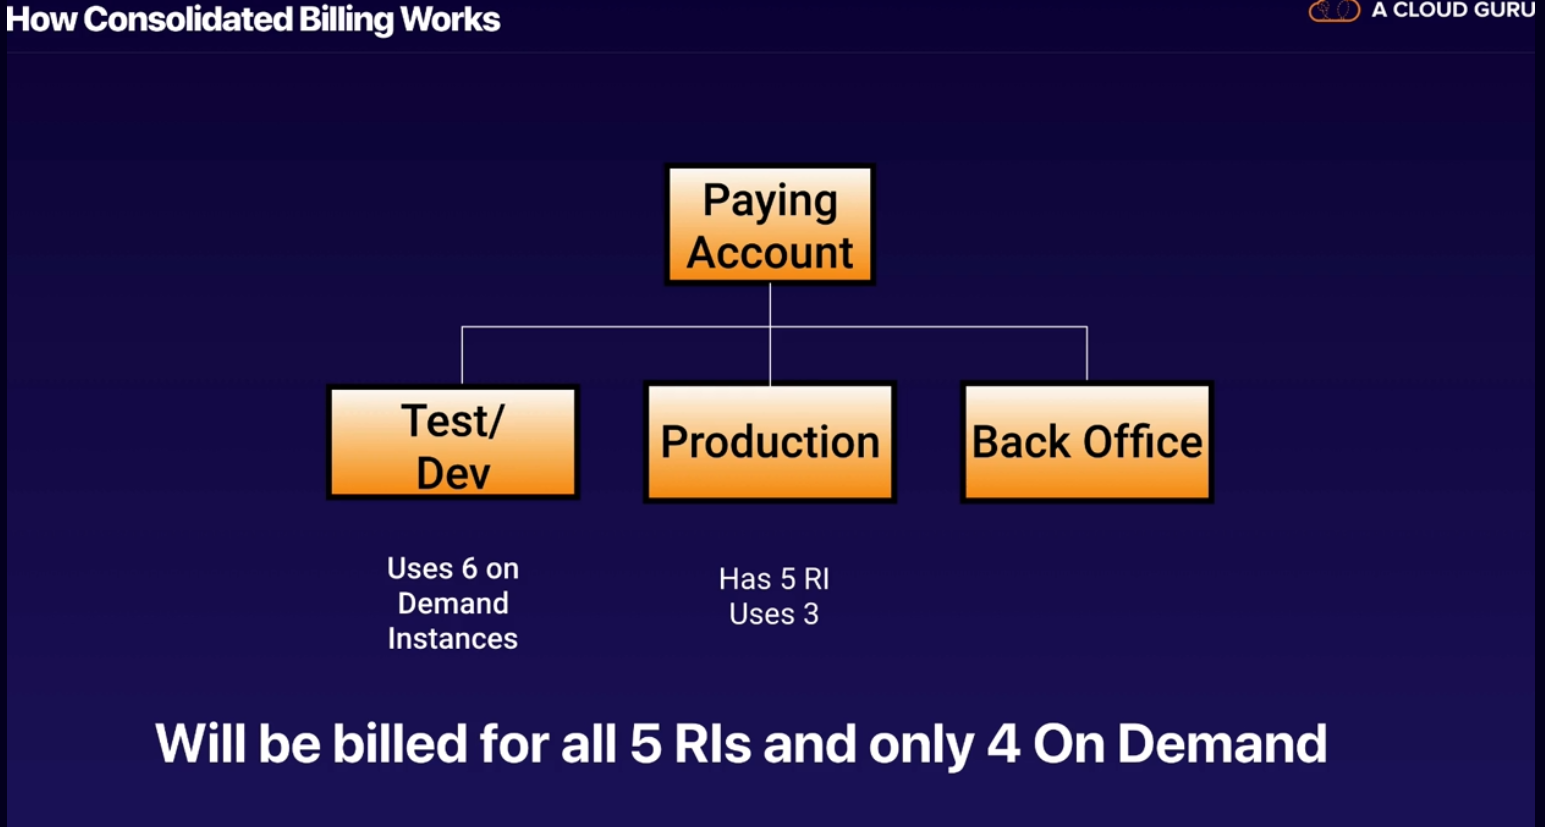 How Consolidated Billing Works
A CLOUD GURU
Paying
Account
Test/
Dev
Production
Back Office
Uses 6 on
Demand
Instances
Has 5 RI
Uses 3
Will be billed for all 5 RIs and only 4 On Demand